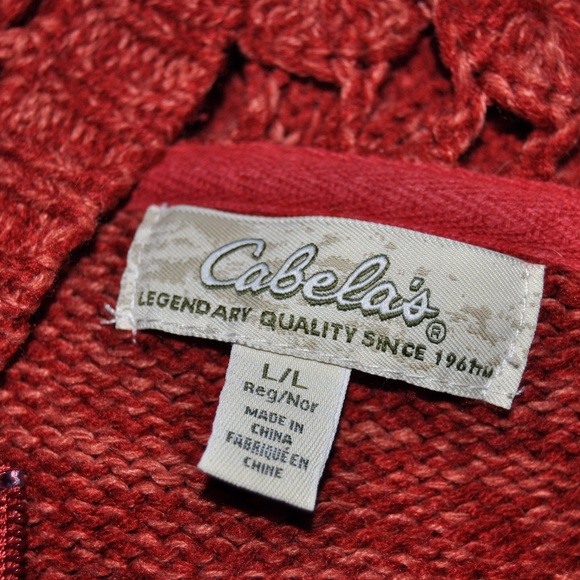 Cabela's®
LEGENDARY QUALITY SINCE 1961
L/L
Reg/Nor
MADE IN
CHINA
FABRIQUÉ EN
CHINE